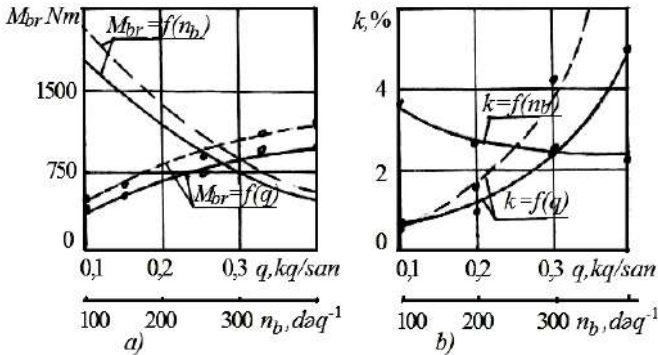 M_br Nm
M_br=f(n_b)
1500
750
0
M_br=f(q)
0,1 0,2 0,3 q, kq/san
100 200 300 n_b, dəq⁻¹
a)
k,%
4
2
0
k=f(n_b)
k=f(q)
0,1 0,2 0,3 q, kq/san
100 200 300 n_b, dəq⁻¹
b)